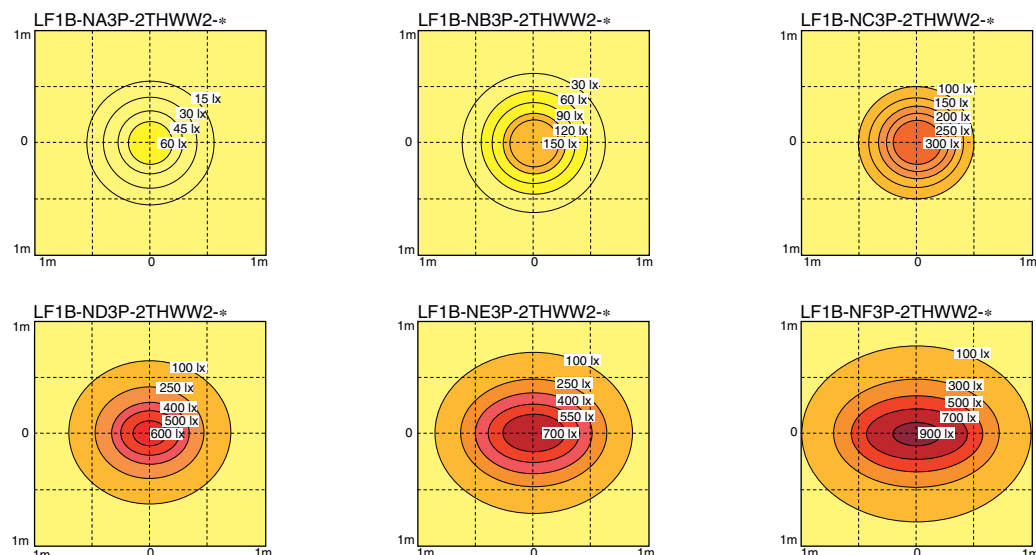 LF1B-NA3P-2THWW2-*
1m
15 lx
30 lx
45 lx
60 lx
0
1m
1m
0
1m
LF1B-NB3P-2THWW2-*
1m
30 lx
60 lx
90 lx
120 lx
150 lx
0
1m
1m
0
1m
LF1B-NC3P-2THWW2-*
1m
100 lx
150 lx
200 lx
250 lx
300 lx
0
1m
1m
0
1m
LF1B-ND3P-2THWW2-*
1m
100 lx
250 lx
400 lx
500 lx
600 lx
0
1m
1m
0
1m
LF1B-NE3P-2THWW2-*
1m
100 lx
250 lx
400 lx
550 lx
700 lx
0
1m
1m
0
1m
LF1B-NF3P-2THWW2-*
1m
100 lx
300 lx
500 lx
700 lx
900 lx
0
1m
1m
0
1m